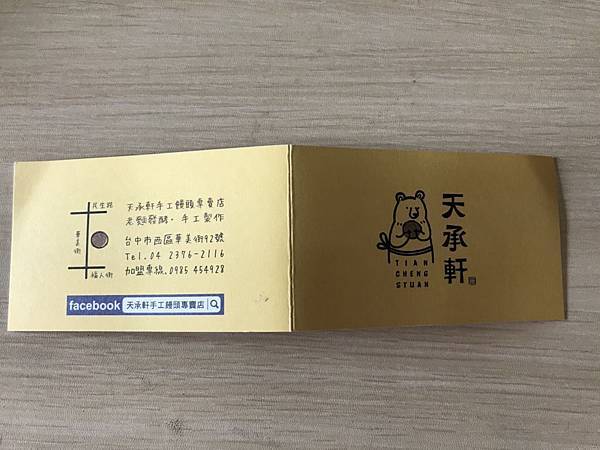 民生路
華美街
福人街
天承軒手工饅頭專賣店
老麵發酵·手工製作
台中市西區華美街92號
Tel.04 2376-2116
加盟專線.0985 454928
facebook 天承軒手工饅頭專賣店
天承軒
TIAN
CHENG
SYUAN